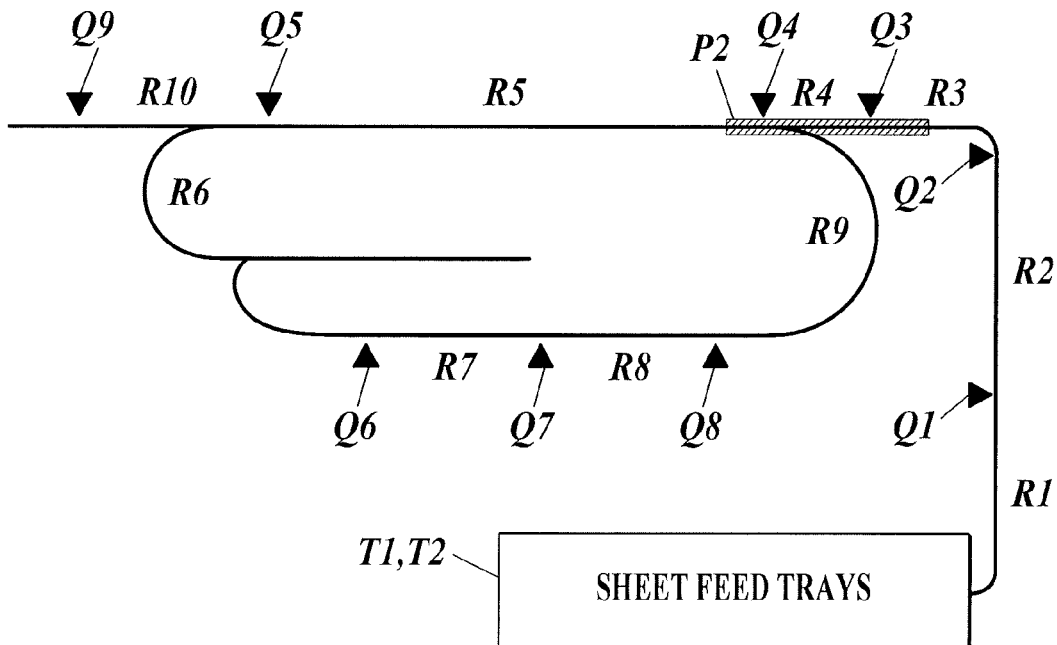 Q9
Q5
Q4
Q3
P2
R10
R5
R4
R3
Q2
R6
R9
R2
R7
R8
Q6
Q7
Q8
Q1
R1
T1,T2
SHEET FEED TRAYS